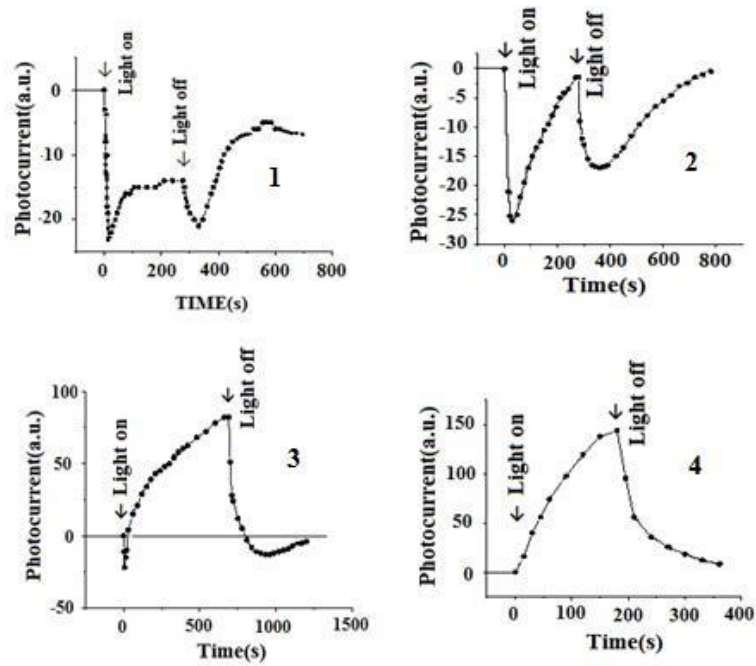 Light on
Light off
0
-10
-20
Photocurrent(a.u.)
1
0 200 400 600 800
TIME(s)
Light on
Light off
0
-5
-10
-15
-20
-25
-30
Photocurrent(a.u.)
2
0 200 400 600 800
Time(s)
Light on
Light off
100
50
0
-50
Photocurrent(a.u.)
3
0 500 1000 1500
Time(s)
Light on
Light off
150
100
50
0
Photocurrent(a.u.)
4
0 100 200 300 400
Time(s)